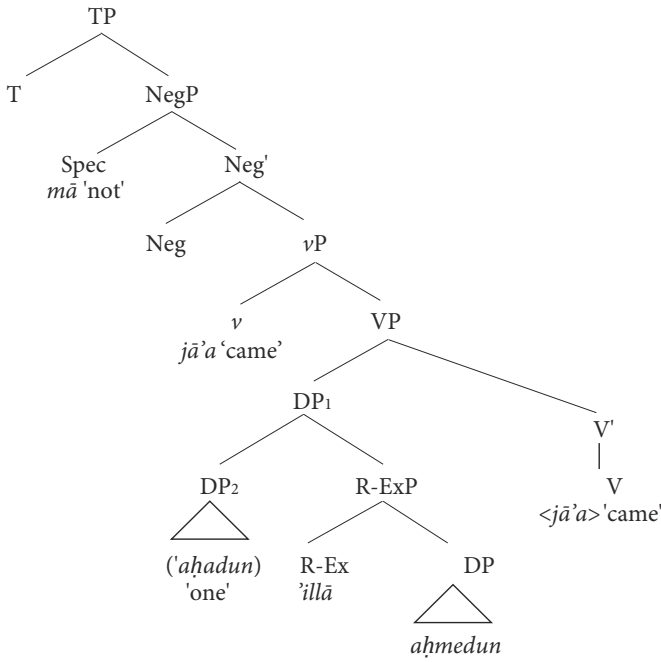 TP
T NegP
Spec Neg'
mā 'not'
Neg vP
v VP
jā’a ‘came’
DP1 V'
DP2 R-ExP V
<jā'a> 'came'
('aḥadun) R-Ex DP
'one' 'illā
aḥmedun